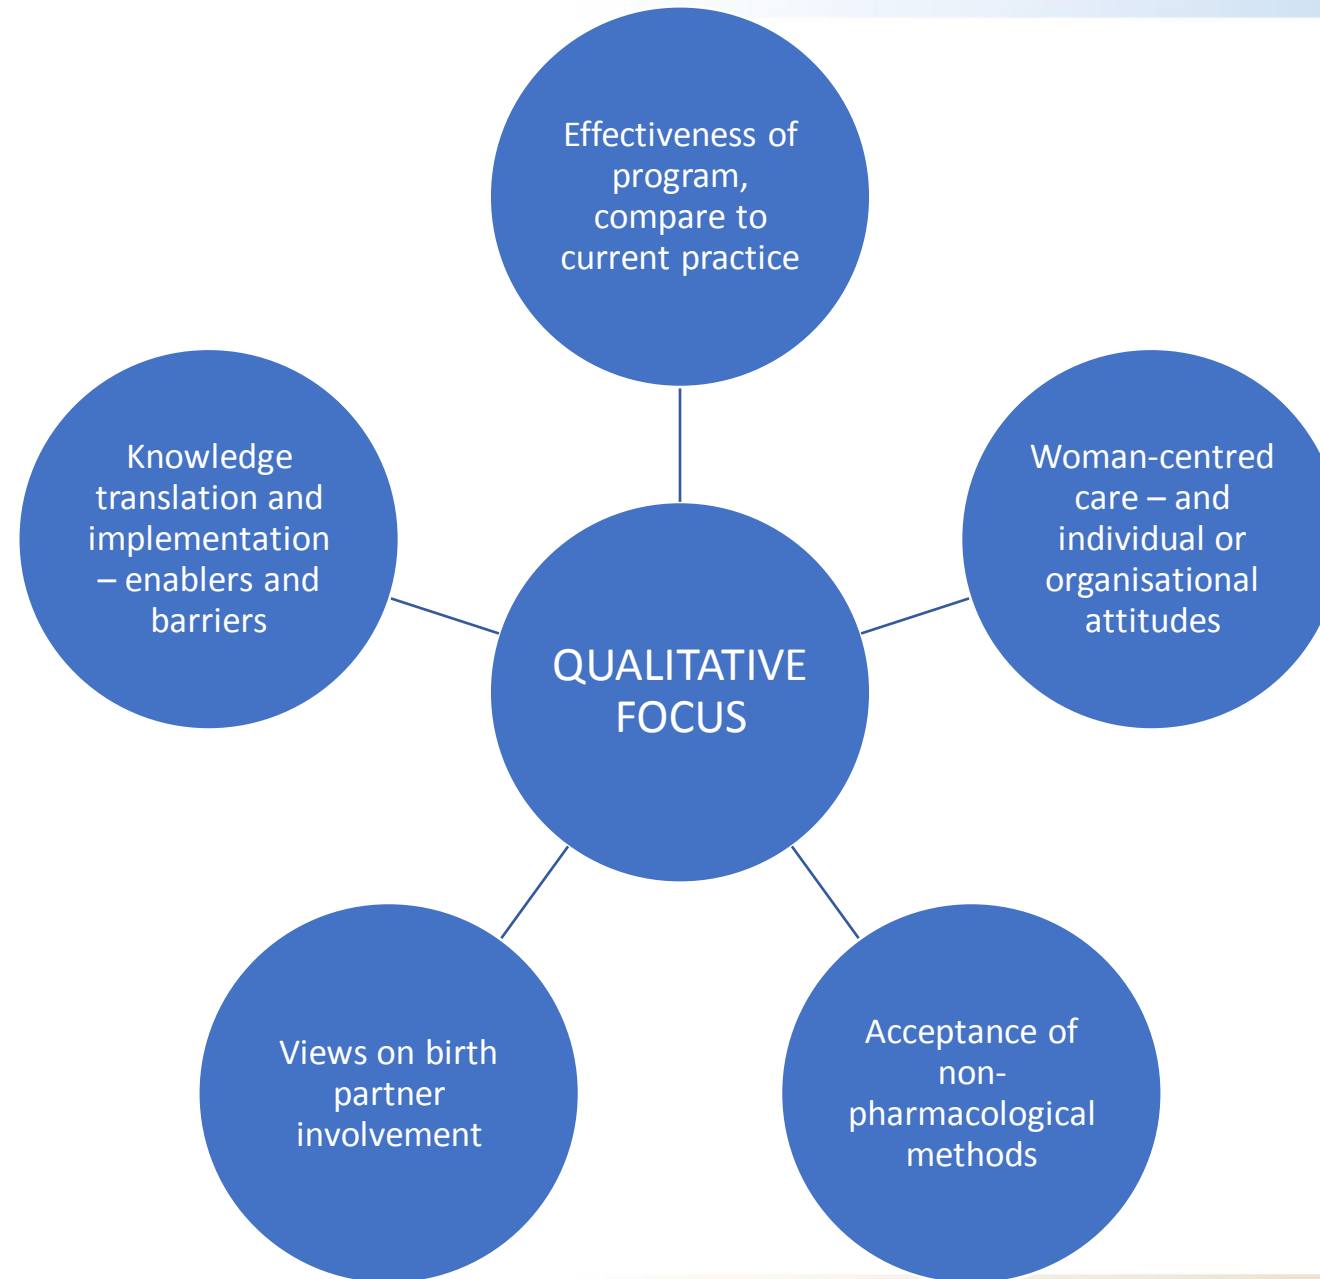 Effectiveness of
program,
compare to
current practice
Knowledge
translation and
implementation
– enablers and
barriers
Woman-centred
care – and
individual or
organisational
attitudes
QUALITATIVE
FOCUS
Views on birth
partner
involvement
Acceptance of
non-
pharmacological
methods